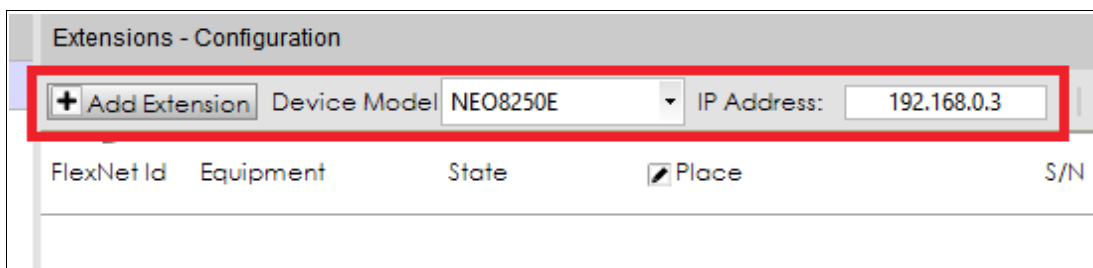 Extensions - Configuration
Add Extension Device Model NEO8250E IP Address: 192.168.0.3
FlexNet Id Equipment State Place S/N